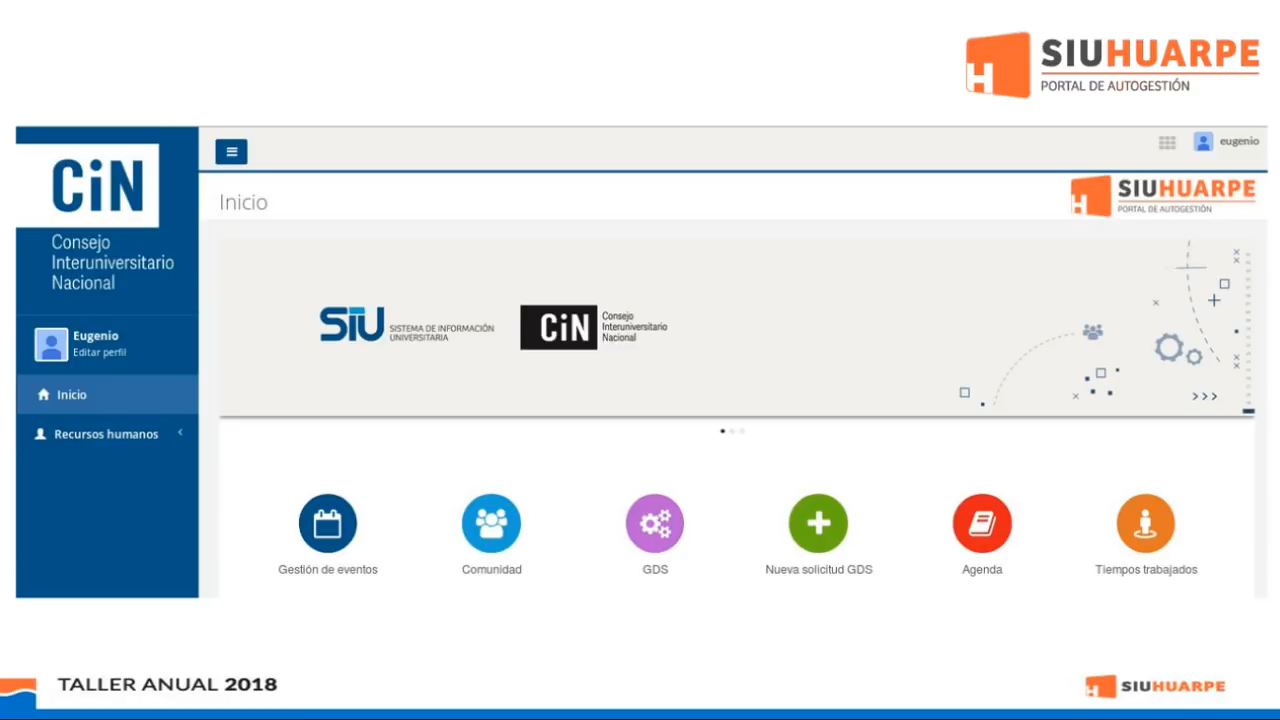 SIUHUARPE
PORTAL DE AUTOGESTIÓN
CiN
Consejo
Interuniversitario
Nacional
Eugenio
Editar perfil
Inicio
Recursos humanos
eugenio
Inicio
SIUHUARPE
PORTAL DE AUTOGESTIÓN
SIU
SISTEMA DE INFORMACIÓN
UNIVERSITARIA
CiN
Consejo
Interuniversitario
Nacional
Gestión de eventos
Comunidad
GDS
Nueva solicitud GDS
Agenda
Tiempos trabajados
TALLER ANUAL 2018
SIUHUARPE